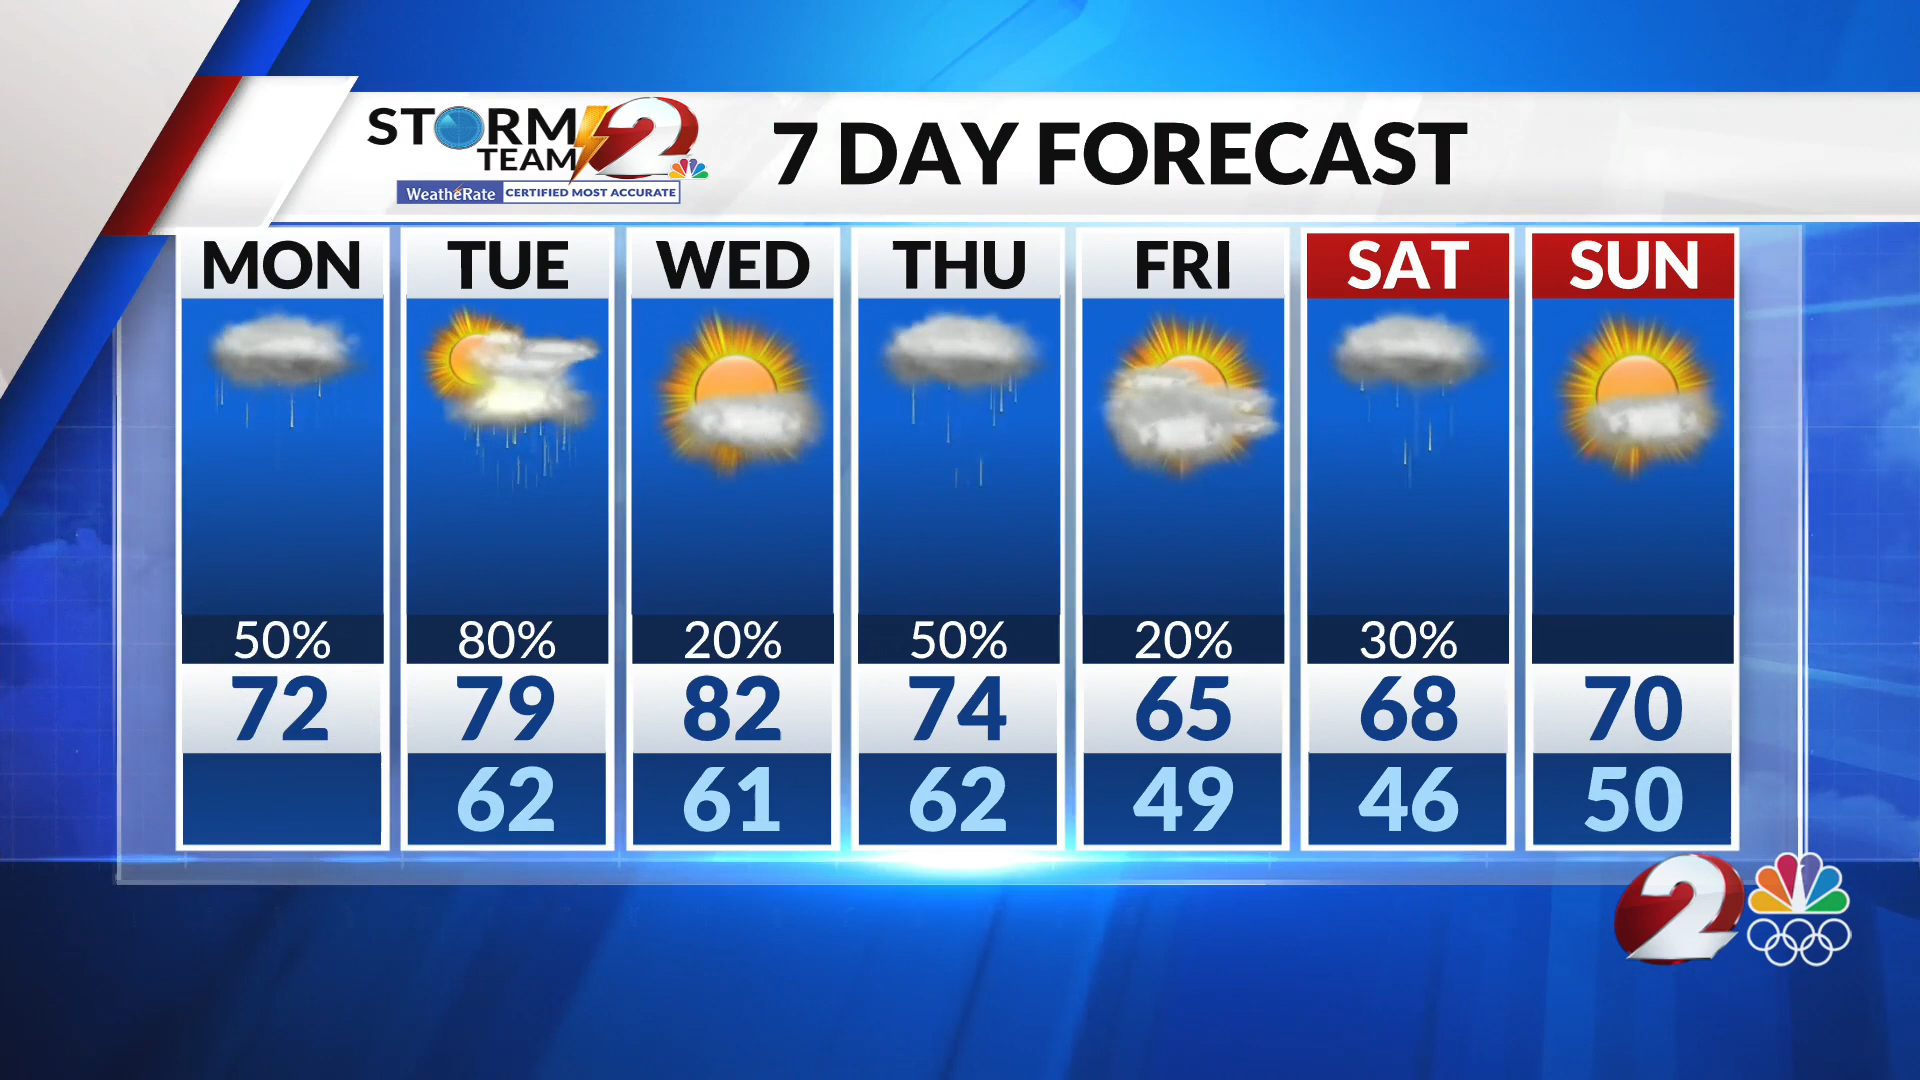 STORM
TEAM 2
WeatheRate CERTIFIED MOST ACCURATE
7 DAY FORECAST
MON TUE WED THU FRI SAT SUN
50% 80% 20% 50% 20% 30%
72 79 82 74 65 68 70
62 61 62 49 46 50
2